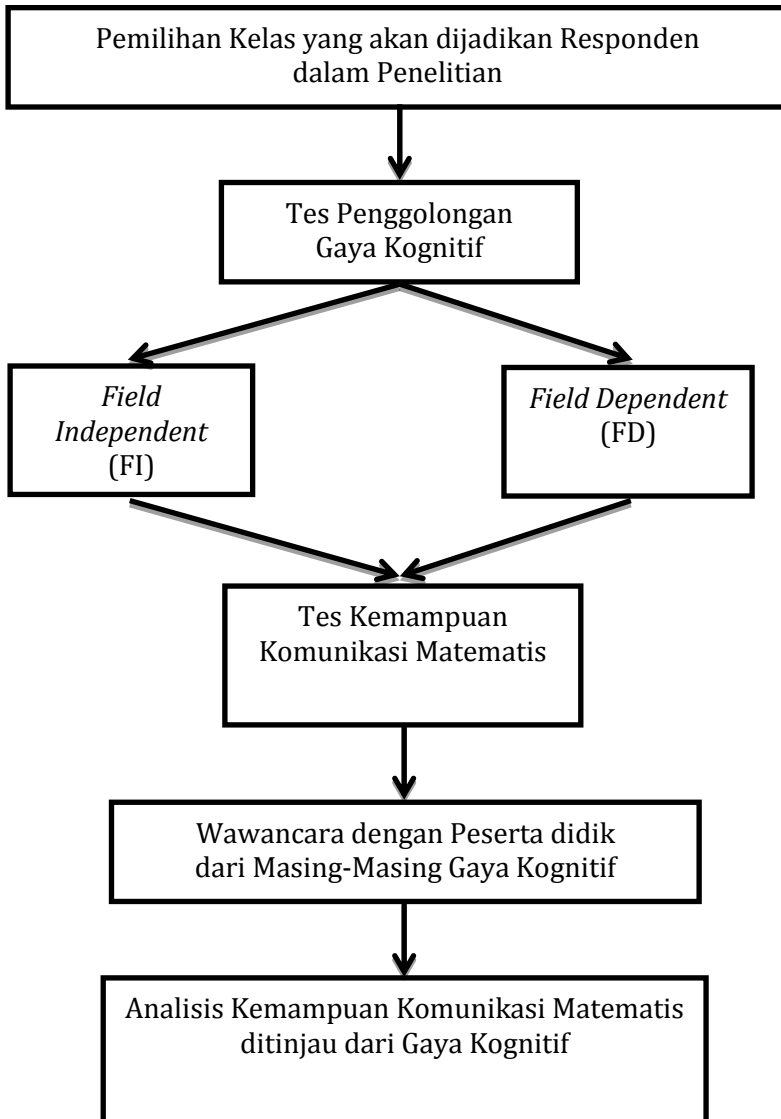 Pemilihan Kelas yang akan dijadikan Responden
dalam Penelitian
Tes Penggolongan
Gaya Kognitif
Field
Independent
(FI)
Field Dependent
(FD)
Tes Kemampuan
Komunikasi Matematis
Wawancara dengan Peserta didik
dari Masing-Masing Gaya Kognitif
Analisis Kemampuan Komunikasi Matematis
ditinjau dari Gaya Kognitif